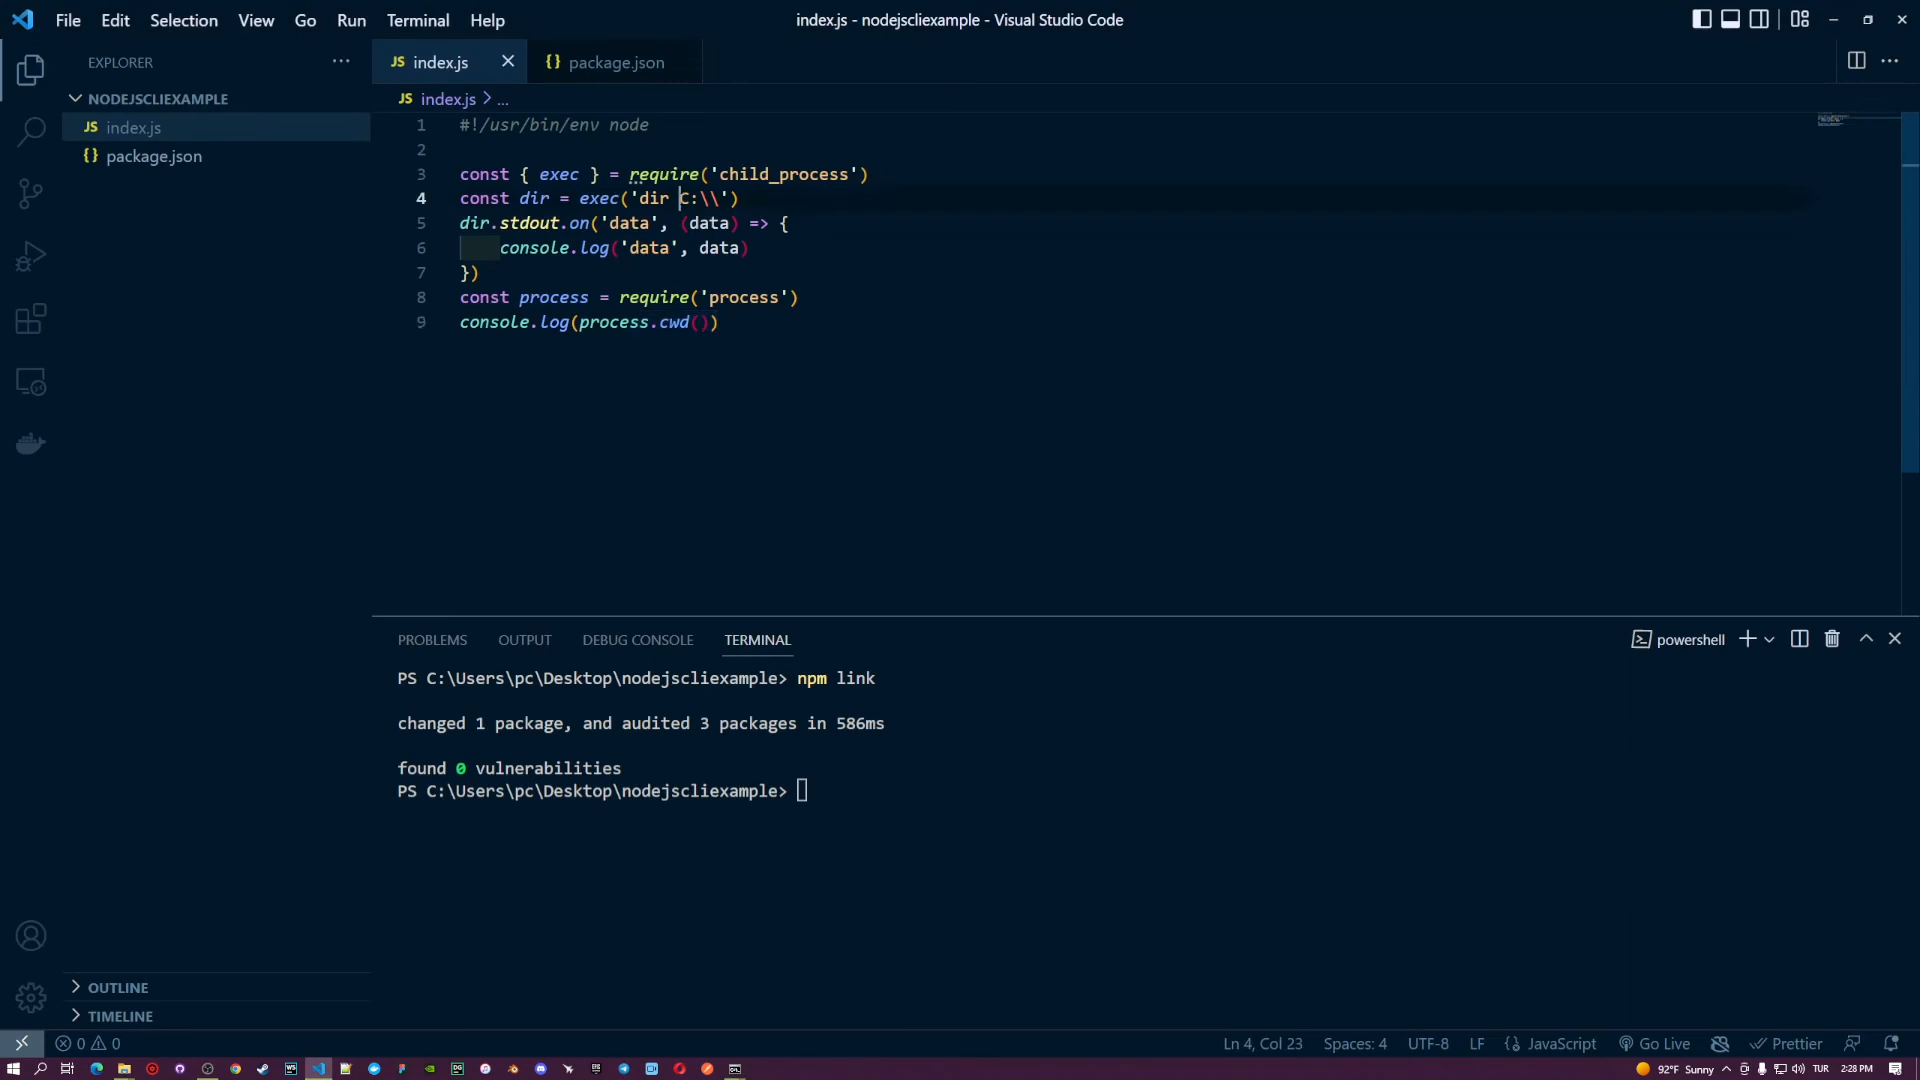 File Edit Selection View Go Run Terminal Help
index.js - nodejscliexample - Visual Studio Code
EXPLORER
JS index.js
{} package.json
NODEJSCLIEXAMPLE
JS index.js > ...
JS index.js
{} package.json
1 #!/usr/bin/env node
2
3 const { exec } = require('child_process')
4 const dir = exec('dir C:\\')
5 dir.stdout.on('data', (data) => {
6 console.log('data', data)
7 })
8 const process = require('process')
9 console.log(process.cwd())
PROBLEMS OUTPUT DEBUG CONSOLE TERMINAL
powershell
PS C:\Users\pc\Desktop\nodejscliexample> npm link
changed 1 package, and audited 3 packages in 586ms
found 0 vulnerabilities
PS C:\Users\pc\Desktop\nodejscliexample>
OUTLINE
TIMELINE
0 0 Ln 4, Col 23 Spaces: 4 UTF-8 LF {} JavaScript Go Live Prettier
WS DG 92°F Sunny TUR 2:28 PM